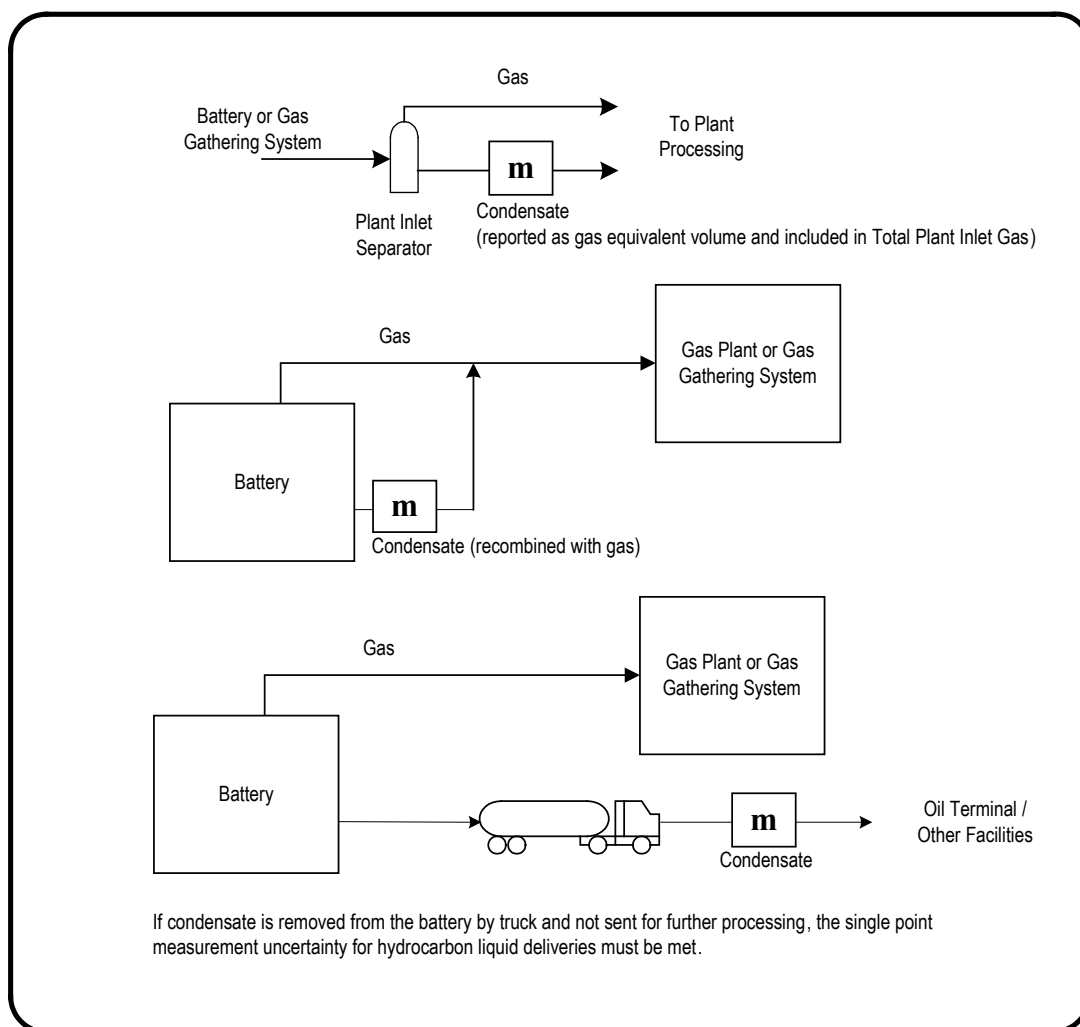 Gas
Battery or Gas
Gathering System
To Plant
Processing
m
Plant Inlet
Separator
Condensate
(reported as gas equivalent volume and included in Total Plant Inlet Gas)
Gas
Gas Plant or Gas
Gathering System
Battery
m
Condensate (recombined with gas)
Gas
Gas Plant or Gas
Gathering System
Battery
m
Condensate
Oil Terminal /
Other Facilities
If condensate is removed from the battery by truck and not sent for further processing, the single point
measurement uncertainty for hydrocarbon liquid deliveries must be met.